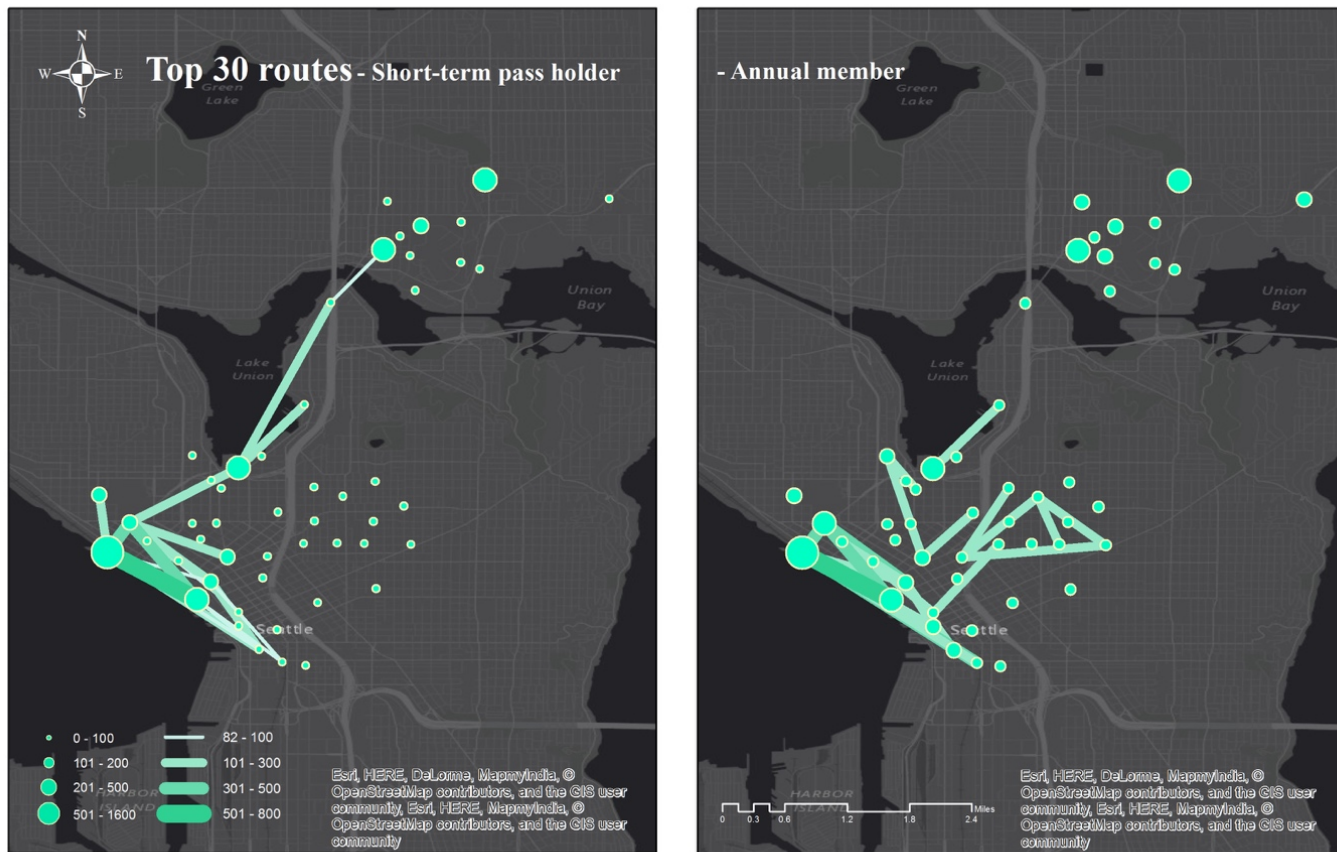 N
W E
S
Top 30 routes - Short-term pass holder
Green
Lake
Union
Bay
Lake
Union
Seattle
0 - 100
101 - 200
201 - 500
501 - 1600
82 - 100
101 - 300
301 - 500
501 - 800
HARBOR
ISLAND
Esri, HERE, DeLorme, MapmyIndia, ©
OpenStreetMap contributors, and the GIS user
community, Esri, HERE, MapmyIndia, ©
OpenStreetMap contributors, and the GIS user
community
- Annual member
Green
Lake
Union
Bay
Lake
Union
Seattle
HARBOR
ISLAND
Miles
0 0.3 0.6 1.2 1.8 2.4
Esri, HERE, DeLorme, MapmyIndia, ©
OpenStreetMap contributors, and the GIS user
community, Esri, HERE, MapmyIndia, ©
OpenStreetMap contributors, and the GIS user
community